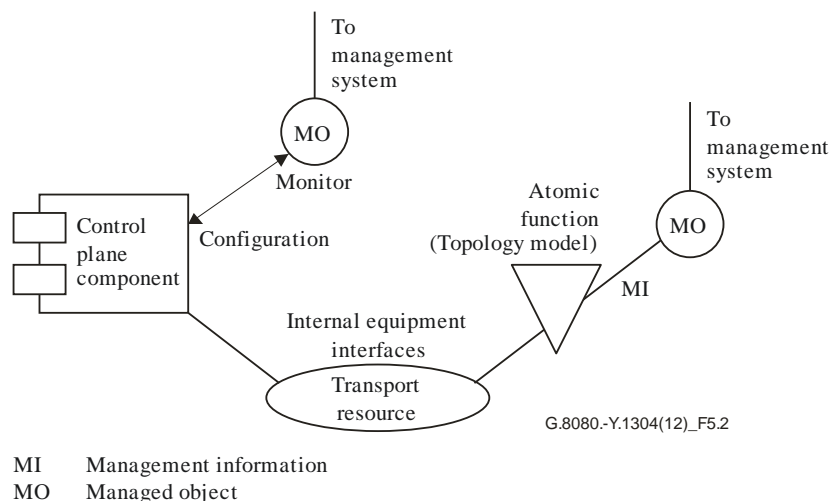 To
management
system
MO
Monitor
Configuration
Control
plane
component
To
management
system
MO
Atomic
function
(Topology model)
MI
Internal equipment
interfaces
Transport
resource
G.8080.-Y.1304(12)_F5.2
MI Management information
MO Managed object